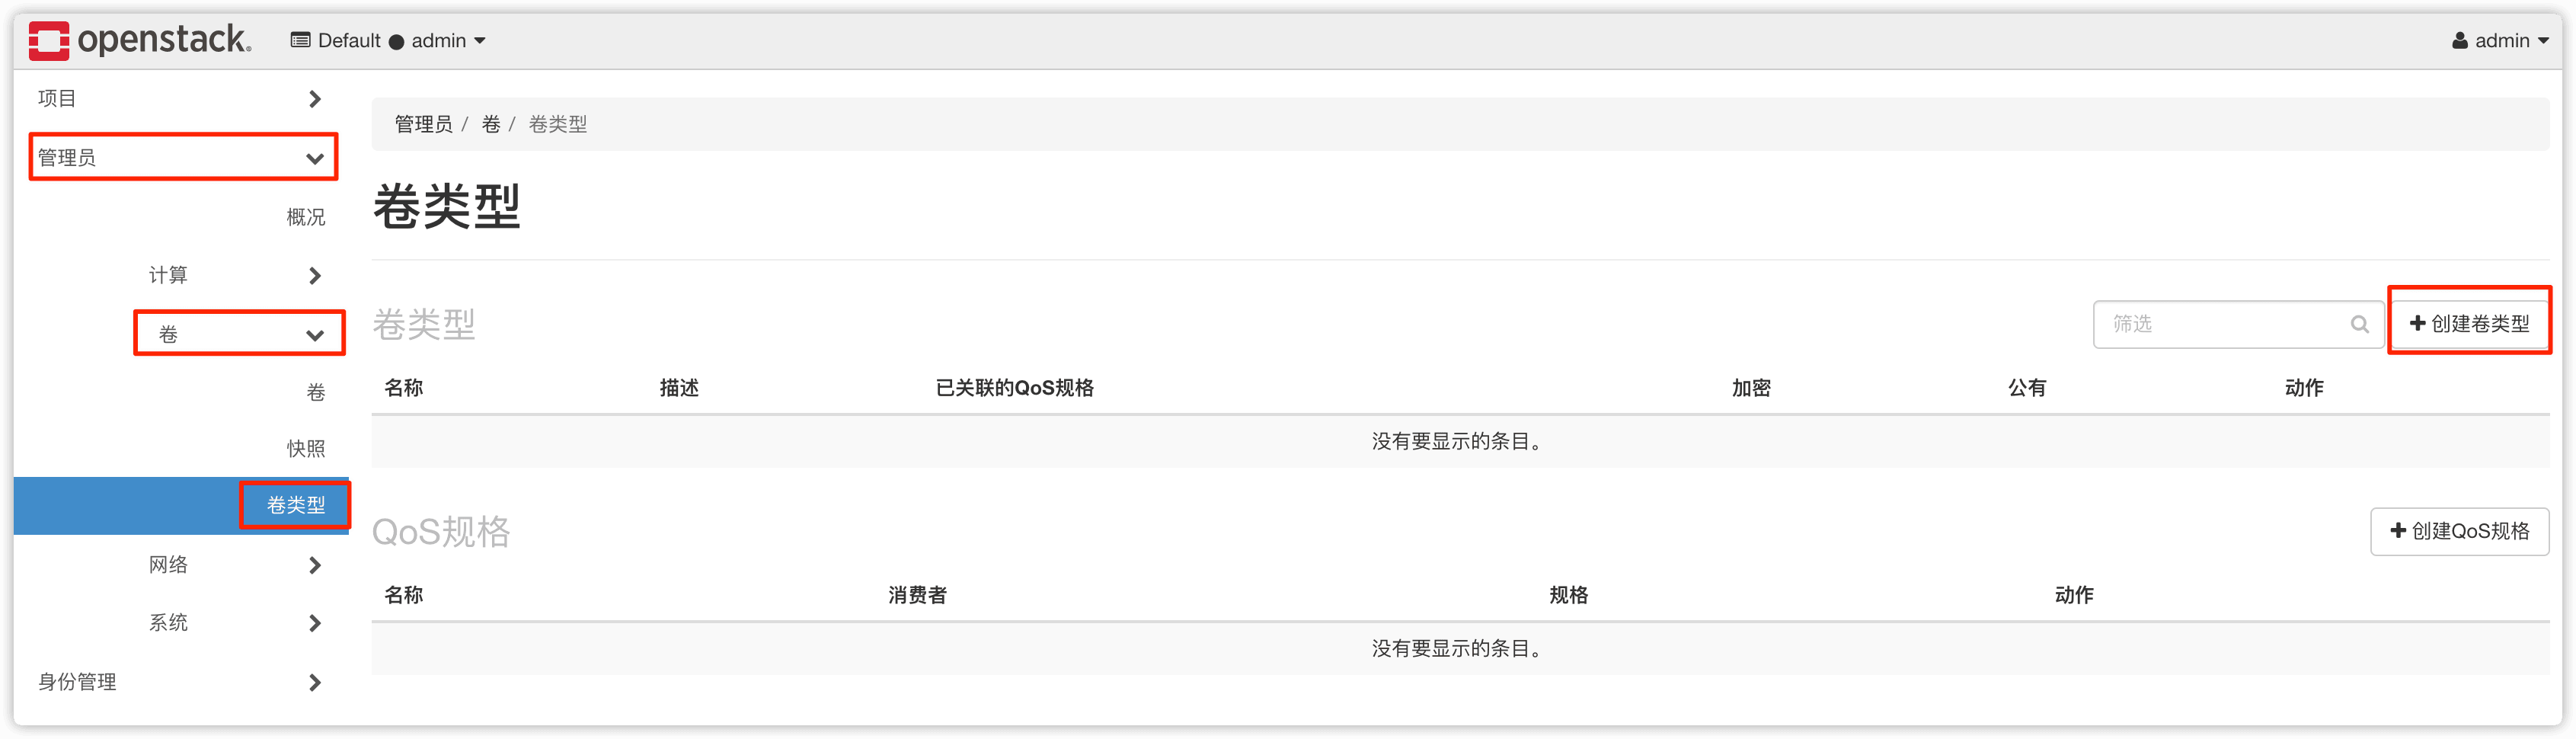 openstack. Default ● admin admin
项目
管理员
概况
计算
卷
卷
快照
卷类型
网络
系统
身份管理
管理员 / 卷 / 卷类型
卷类型
卷类型 筛选 创建卷类型
名称 描述 已关联的QoS规格 加密 公有 动作
没有要显示的条目。
QoS规格 创建QoS规格
名称 消费者 规格 动作
没有要显示的条目。